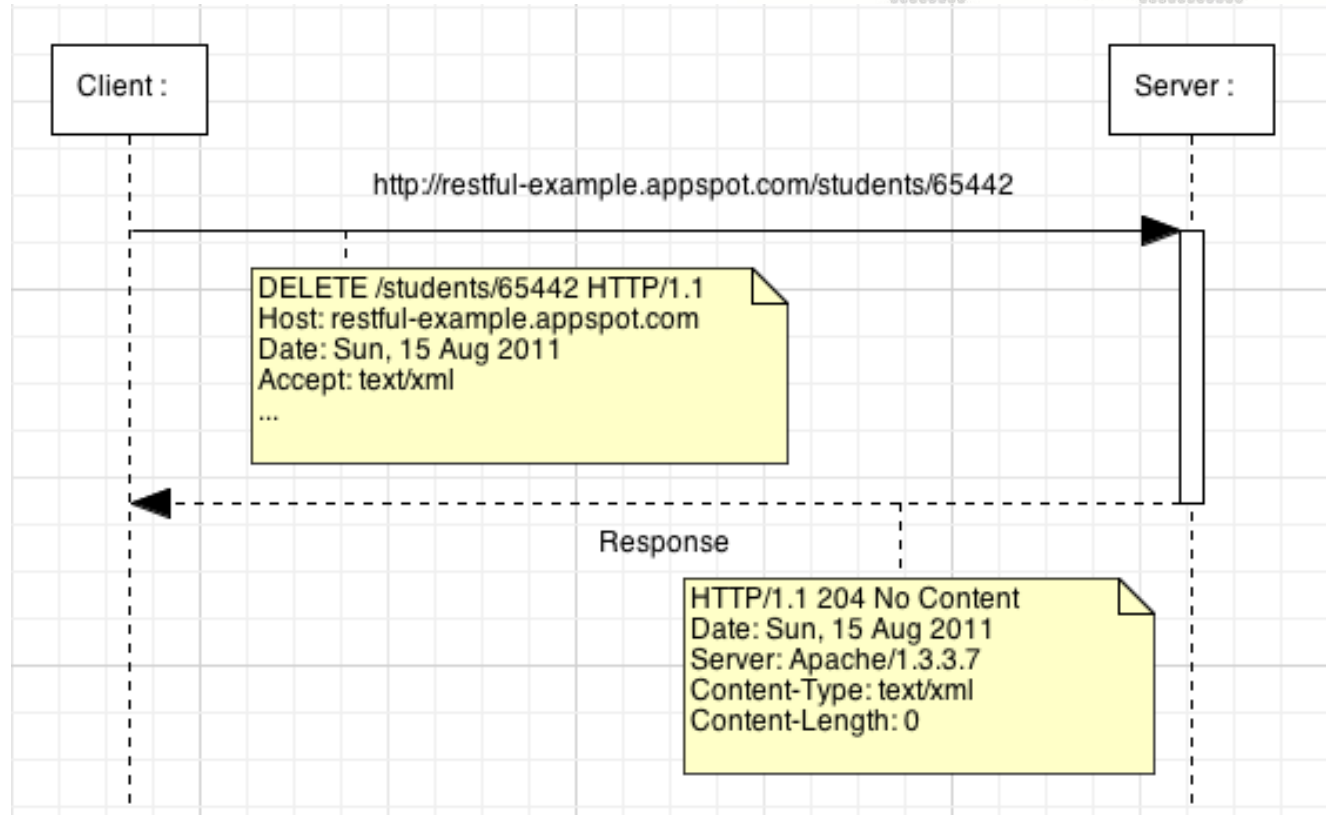 Client :
Server :
http://restful-example.appspot.com/students/65442
DELETE /students/65442 HTTP/1.1
Host: restful-example.appspot.com
Date: Sun, 15 Aug 2011
Accept: text/xml
...
Response
HTTP/1.1 204 No Content
Date: Sun, 15 Aug 2011
Server: Apache/1.3.3.7
Content-Type: text/xml
Content-Length: 0